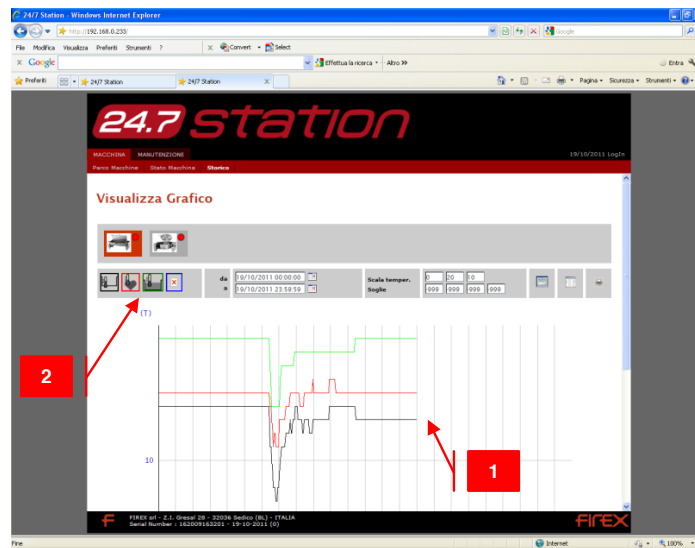 24/7 Station - Windows Internet Explorer
http://192.168.0.233/
Google
File Modifica Visualizza Preferiti Strumenti ?
x Convert Select
x Google Effettua la ricerca Altro » Entra
Preferiti 24/7 Station 24/7 Station X Pagina Sicurezza Strumenti
24.7 station
MACCHINA MANUTENZIONE 19/10/2011 LogIn
Parco Macchine Stato Macchina Storico
Visualizza Grafico
da 19/10/2011 00:00:00 Scala temper. 0 20 10
a 19/10/2011 23:59:59 Soglie -999 -999 -999 -999
(T)
2
10
1
FIREX srl - Z.I. Gresal 28 - 32036 Sedico (BL) - ITALIA
Serial Number : 162009163201 - 19-10-2011 (0)
FIREX
Fine Internet 100%